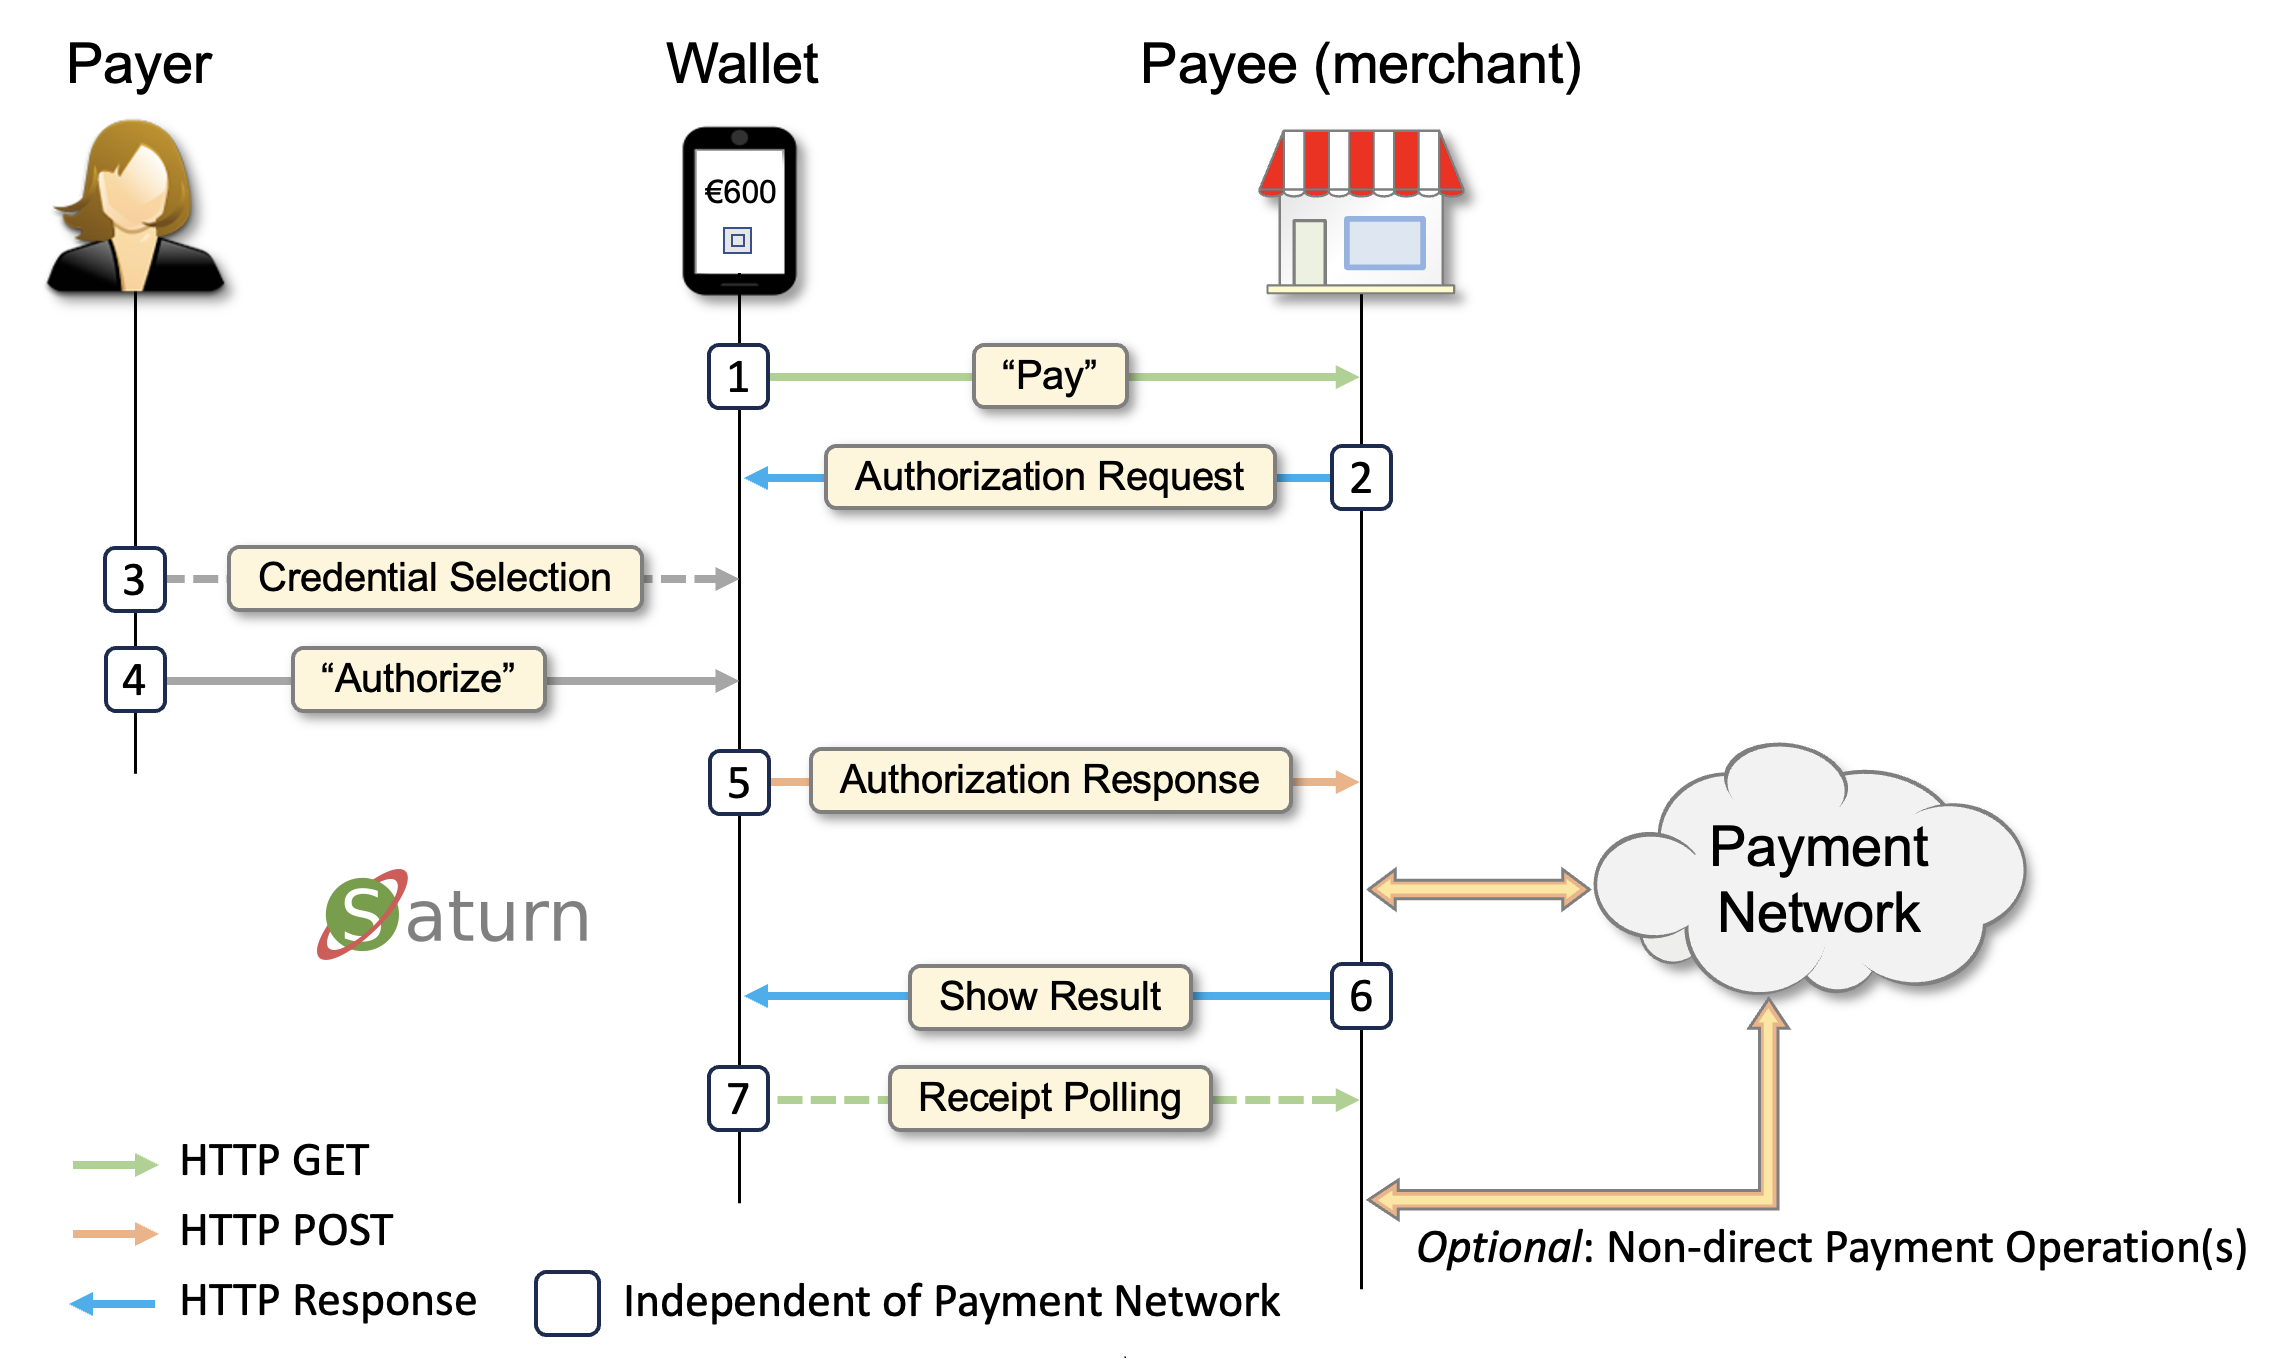 Payer
Wallet
Payee (merchant)
€600
1
“Pay”
Authorization Request
2
3
Credential Selection
4
“Authorize”
5
Authorization Response
Payment
Network
Saturn
Show Result
6
7
Receipt Polling
HTTP GET
HTTP POST
Optional: Non-direct Payment Operation(s)
HTTP Response
Independent of Payment Network